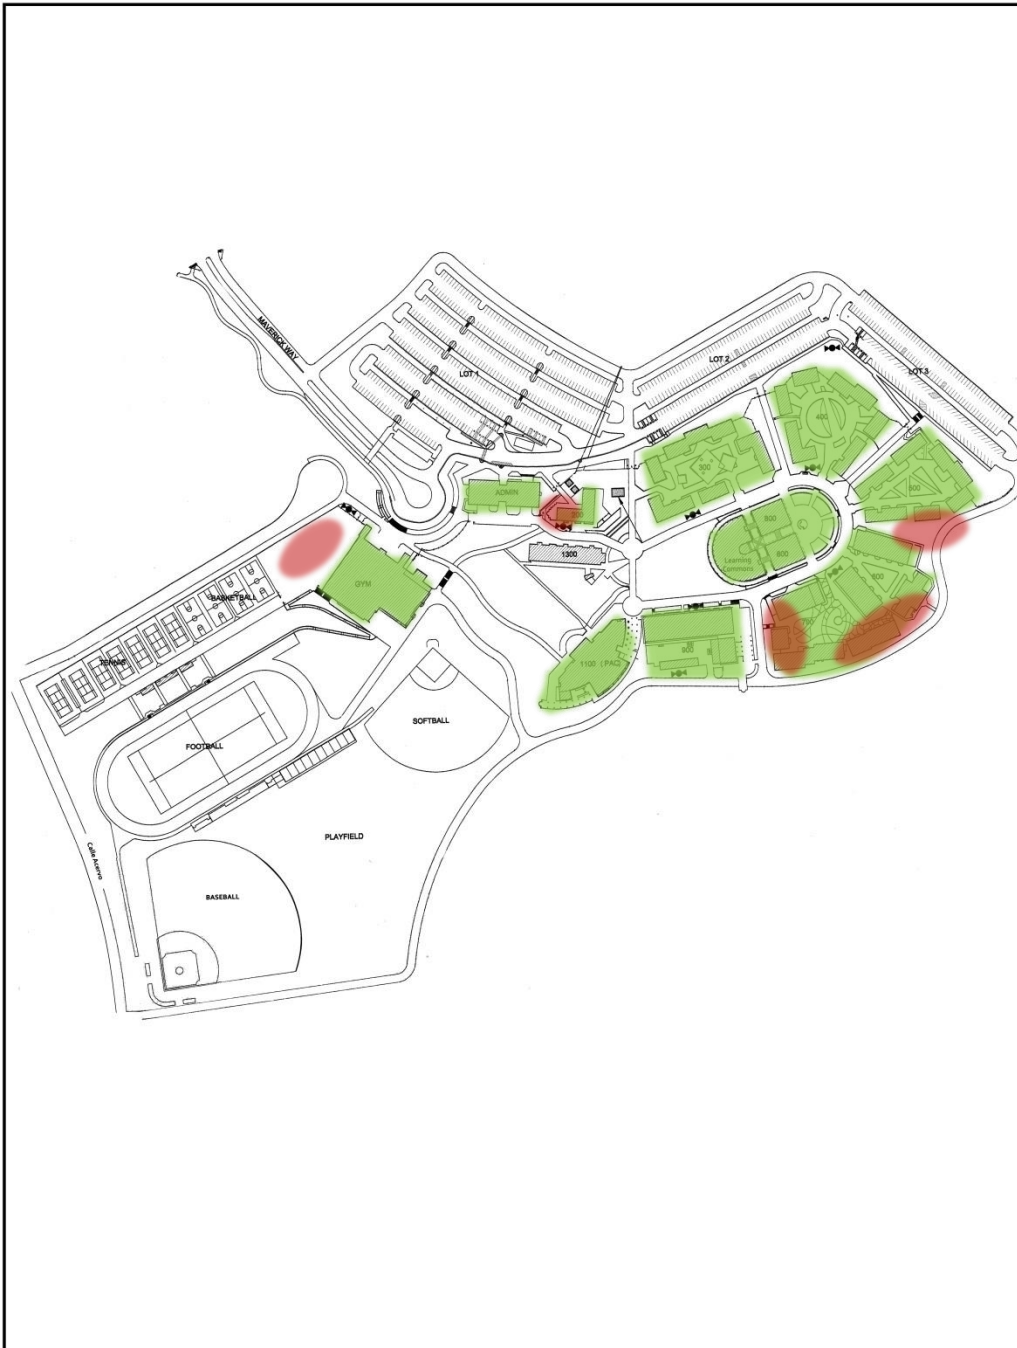 MAVERICK WAY
LOT 1
LOT 2
LOT 3
400
300
500
ADMIN
800
Learning
Commons
600
1300
GYM
BASKETBALL
TENNIS
1100 (PAC)
900
SOFTBALL
FOOTBALL
PLAYFIELD
Calle Acervo
BASEBALL